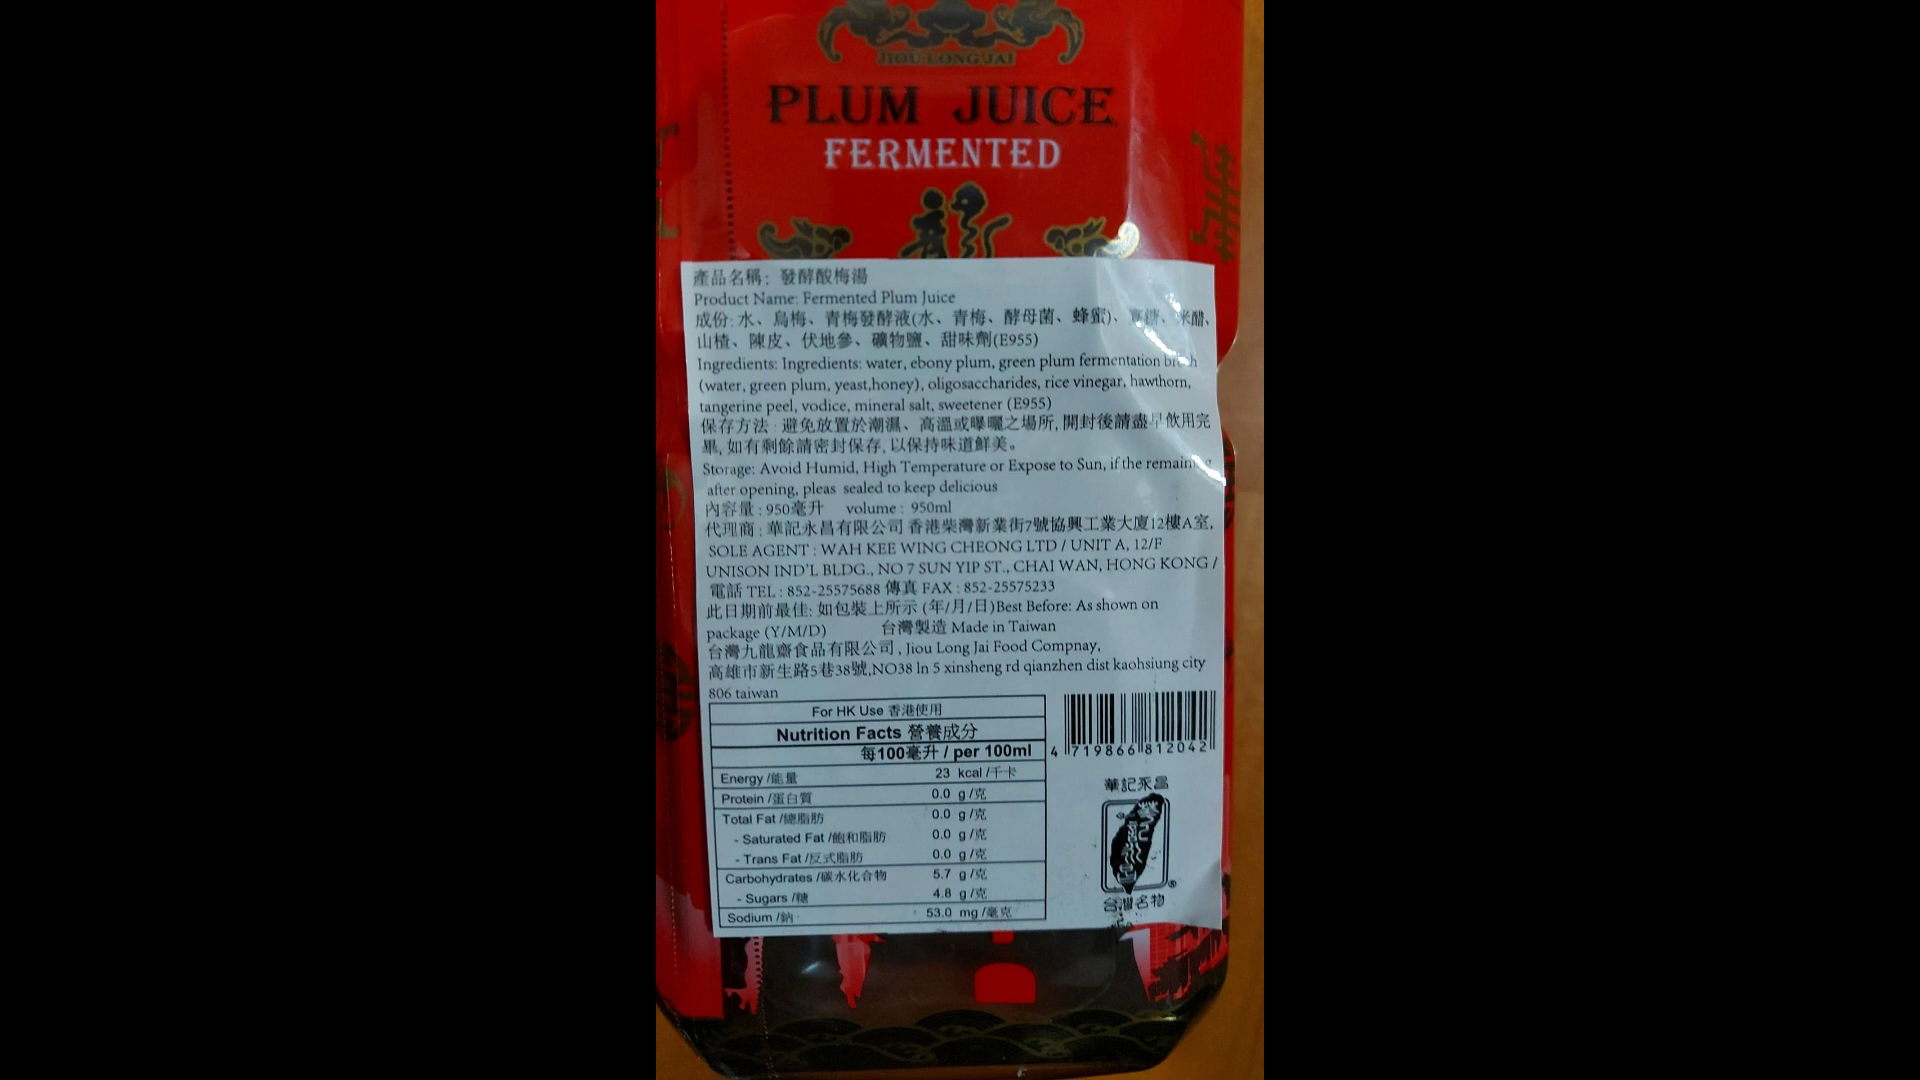 JIOU LONG JAI
PLUM JUICE
FERMENTED
龍
產品名稱: 發酵酸梅湯
Product Name: Fermented Plum Juice
成份: 水、烏梅、青梅發酵液(水、青梅、酵母菌、蜂蜜)、糖、米醋、
山楂、陳皮、伏地參、礦物鹽、甜味劑(E955)
Ingredients: Ingredients: water, ebony plum, green plum fermentation
(water, green plum, yeast,honey), oligosaccharides, rice vinegar, hawthorn,
tangerine peel, vodice, mineral salt, sweetener (E955)
保存方法: 避免放置於潮濕、高溫或曝曬之場所, 開封後請盡早飲用完
畢, 如有剩餘請密封保存, 以保持味道鮮美。
Storage: Avoid Humid, High Temperature or Expose to Sun, if the remaining
after opening, pleas sealed to keep delicious
內容量 : 950毫升 volume : 950ml
代理商 : 華記永昌有限公司 香港柴灣新業街7號協興工業大廈12樓A室,
SOLE AGENT : WAH KEE WING CHEONG LTD / UNIT A, 12/F
UNISON IND'L BLDG., NO 7 SUN YIP ST., CHAI WAN, HONG KONG /
電話 TEL : 852-25575688 傳真 FAX : 852-25575233
此日期前最佳: 如包裝上所示 (年/月/日)Best Before: As shown on
package (Y/M/D) 台灣製造 Made in Taiwan
台灣九龍齋食品有限公司, Jiou Long Jai Food Compnay,
高雄市新生路5巷38號,NO38 ln 5 xinsheng rd qianzhen dist kaohsiung city
806 taiwan
For HK Use 香港使用
Nutrition Facts 營養成分
每100毫升 / per 100ml
Energy /能量 23 kcal /千卡
Protein /蛋白質 0.0 g /克
Total Fat /總脂肪 0.0 g /克
- Saturated Fat /飽和脂肪 0.0 g /克
- Trans Fat /反式脂肪 0.0 g /克
Carbohydrates /碳水化合物 5.7 g /克
- Sugars /糖 4.8 g /克
Sodium /鈉 53.0 mg /毫克
4 719866 812042
華記永昌
台灣名物